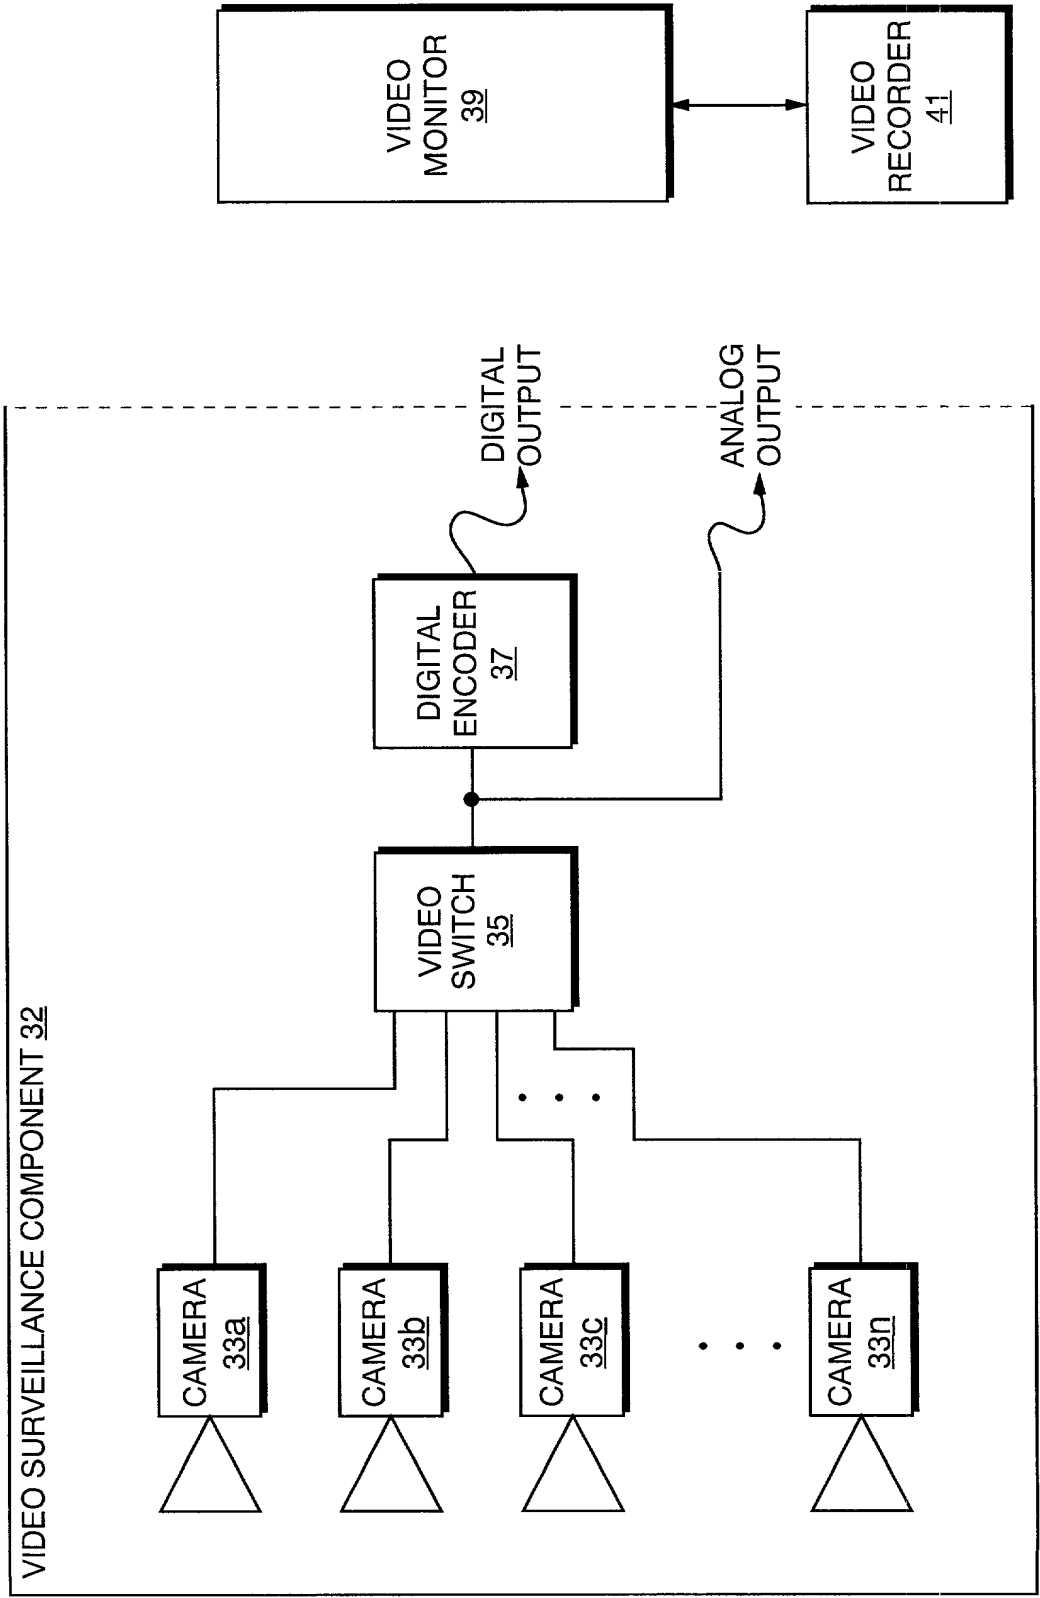 VIDEO SURVEILLANCE COMPONENT 32
CAMERA
33a
CAMERA
33b
CAMERA
33c
CAMERA
33n
VIDEO
SWITCH
35
DIGITAL
ENCODER
37
DIGITAL
OUTPUT
ANALOG
OUTPUT
VIDEO
MONITOR
39
VIDEO
RECORDER
41